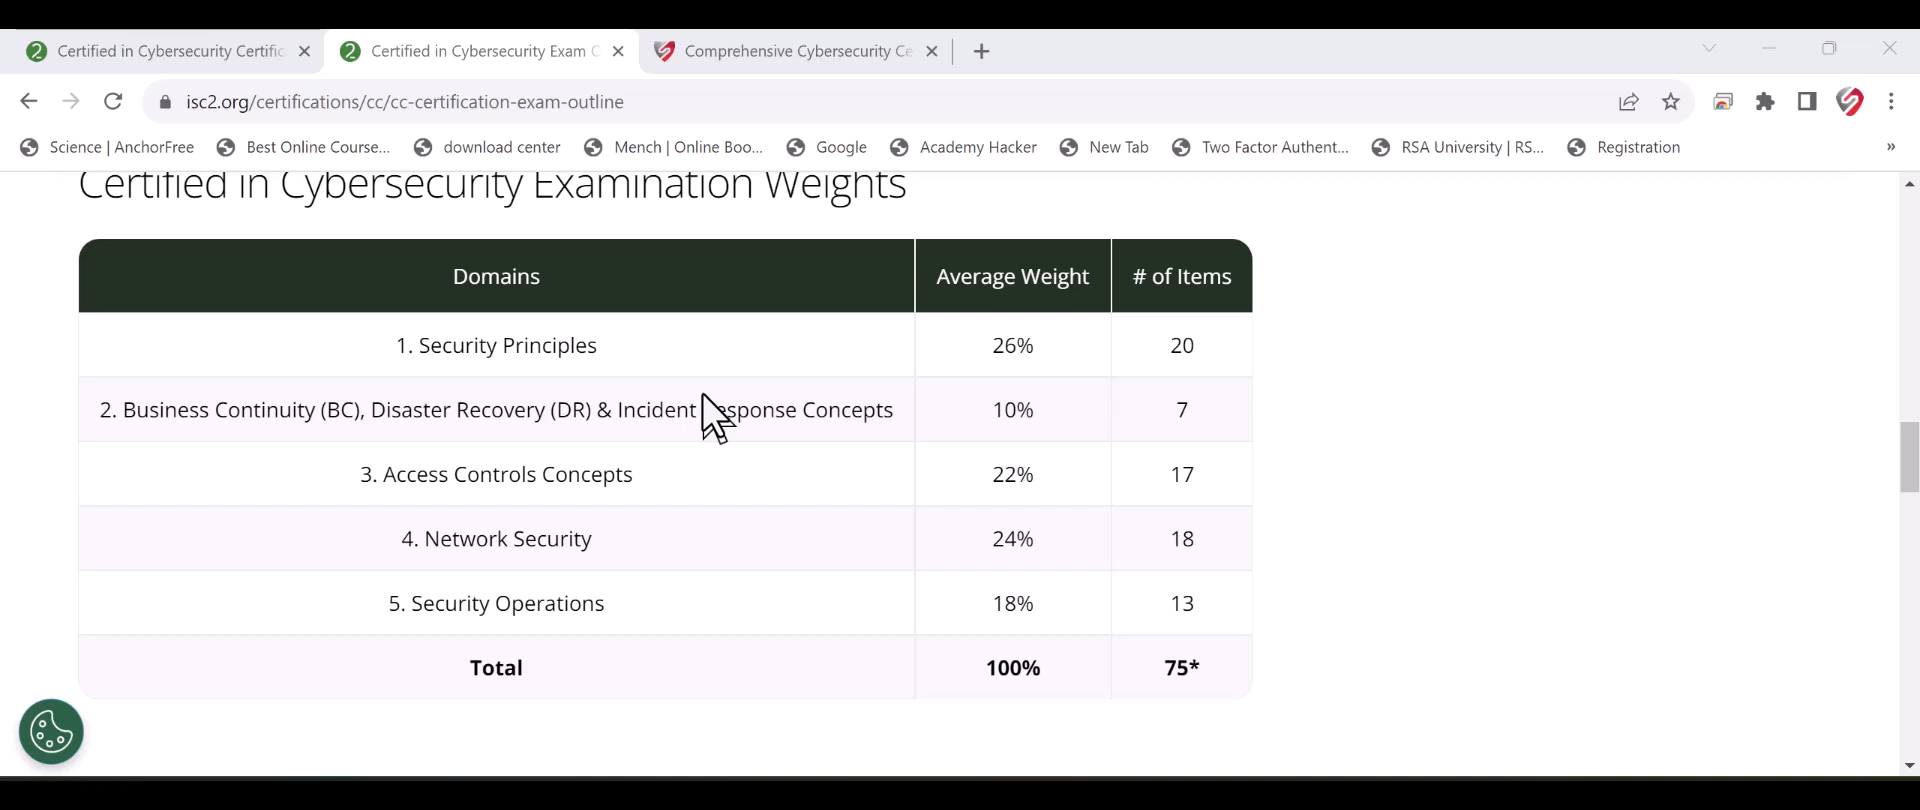 Certified in Cybersecurity Certific
Certified in Cybersecurity Exam O
Comprehensive Cybersecurity Ce
isc2.org/certifications/cc/cc-certification-exam-outline
Science | AnchorFree
Best Online Course...
download center
Mench | Online Boo...
Google
Academy Hacker
New Tab
Two Factor Authent...
RSA University | RS...
Registration
»
Certified in Cybersecurity Examination Weights
Domains Average Weight # of Items
1. Security Principles 26% 20
2. Business Continuity (BC), Disaster Recovery (DR) & Incident Response Concepts 10% 7
3. Access Controls Concepts 22% 17
4. Network Security 24% 18
5. Security Operations 18% 13
Total 100% 75*